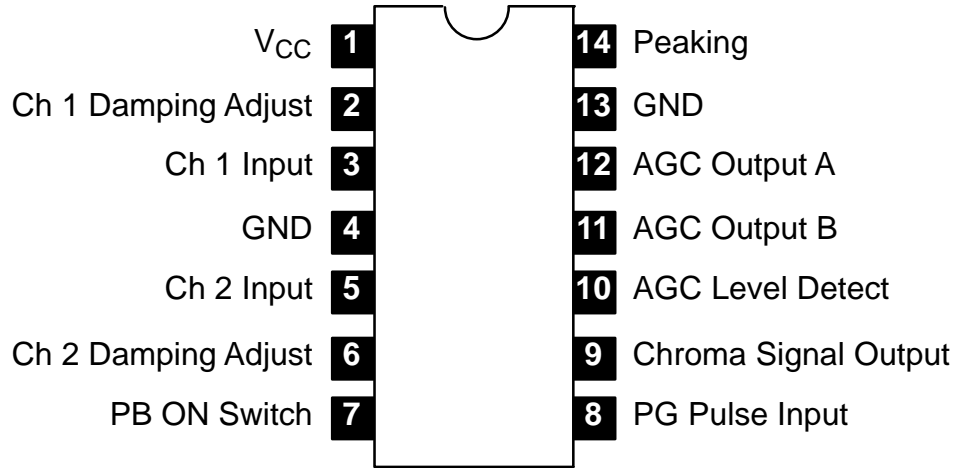 V_CC 1 14 Peaking
Ch 1 Damping Adjust 2 13 GND
Ch 1 Input 3 12 AGC Output A
GND 4 11 AGC Output B
Ch 2 Input 5 10 AGC Level Detect
Ch 2 Damping Adjust 6 9 Chroma Signal Output
PB ON Switch 7 8 PG Pulse Input